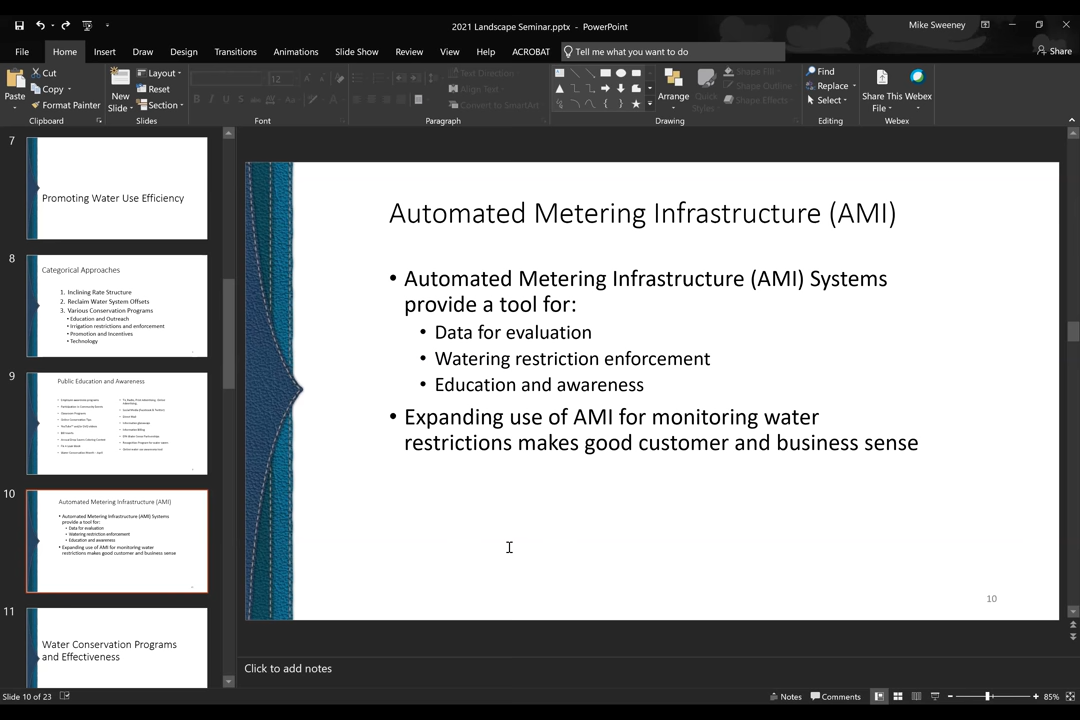 2021 Landscape Seminar.pptx - PowerPoint
Mike Sweeney
File Home Insert Draw Design Transitions Animations Slide Show Review View Help ACROBAT Tell me what you want to do Share
Paste
Cut
Copy
Format Painter
Clipboard
New Slide
Layout
Reset
Section
Slides
12
Font
Text Direction
Align Text
Convert to SmartArt
Paragraph
Arrange
Quick Styles
Shape Fill
Shape Outline
Shape Effects
Drawing
Find
Replace
Select
Editing
Share This File
Webex
Webex
7
Promoting Water Use Efficiency
8
Categorical Approaches
1. Inclining Rate Structure
2. Reclaim Water System Offsets
3. Various Conservation Programs
• Education and Outreach
• Irrigation restrictions and enforcement
• Promotion and Incentives
• Technology
9
Public Education and Awareness
10
Automated Metering Infrastructure (AMI)
• Automated Metering Infrastructure (AMI) Systems
provide a tool for:
• Data for evaluation
• Watering restriction enforcement
• Education and awareness
• Expanding use of AMI for monitoring water
restrictions makes good customer and business sense
11
Water Conservation Programs
and Effectiveness
Automated Metering Infrastructure (AMI)
• Automated Metering Infrastructure (AMI) Systems
provide a tool for:
• Data for evaluation
• Watering restriction enforcement
• Education and awareness
• Expanding use of AMI for monitoring water
restrictions makes good customer and business sense
10
Click to add notes
Slide 10 of 23
Notes
Comments
85%